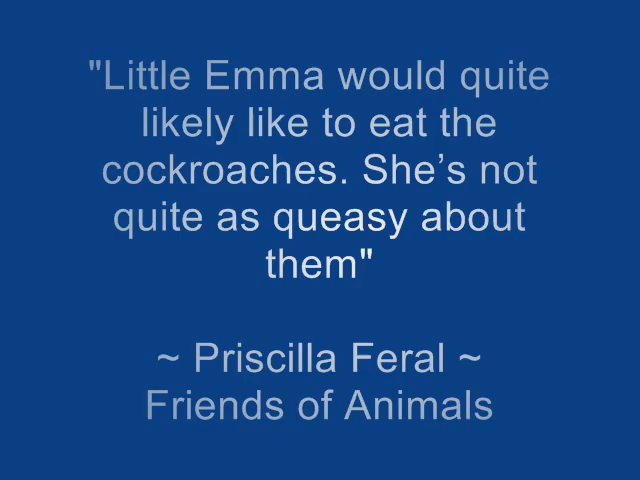 "Little Emma would quite
likely like to eat the
cockroaches. She’s not
quite as queasy about
them"
~ Priscilla Feral ~
Friends of Animals